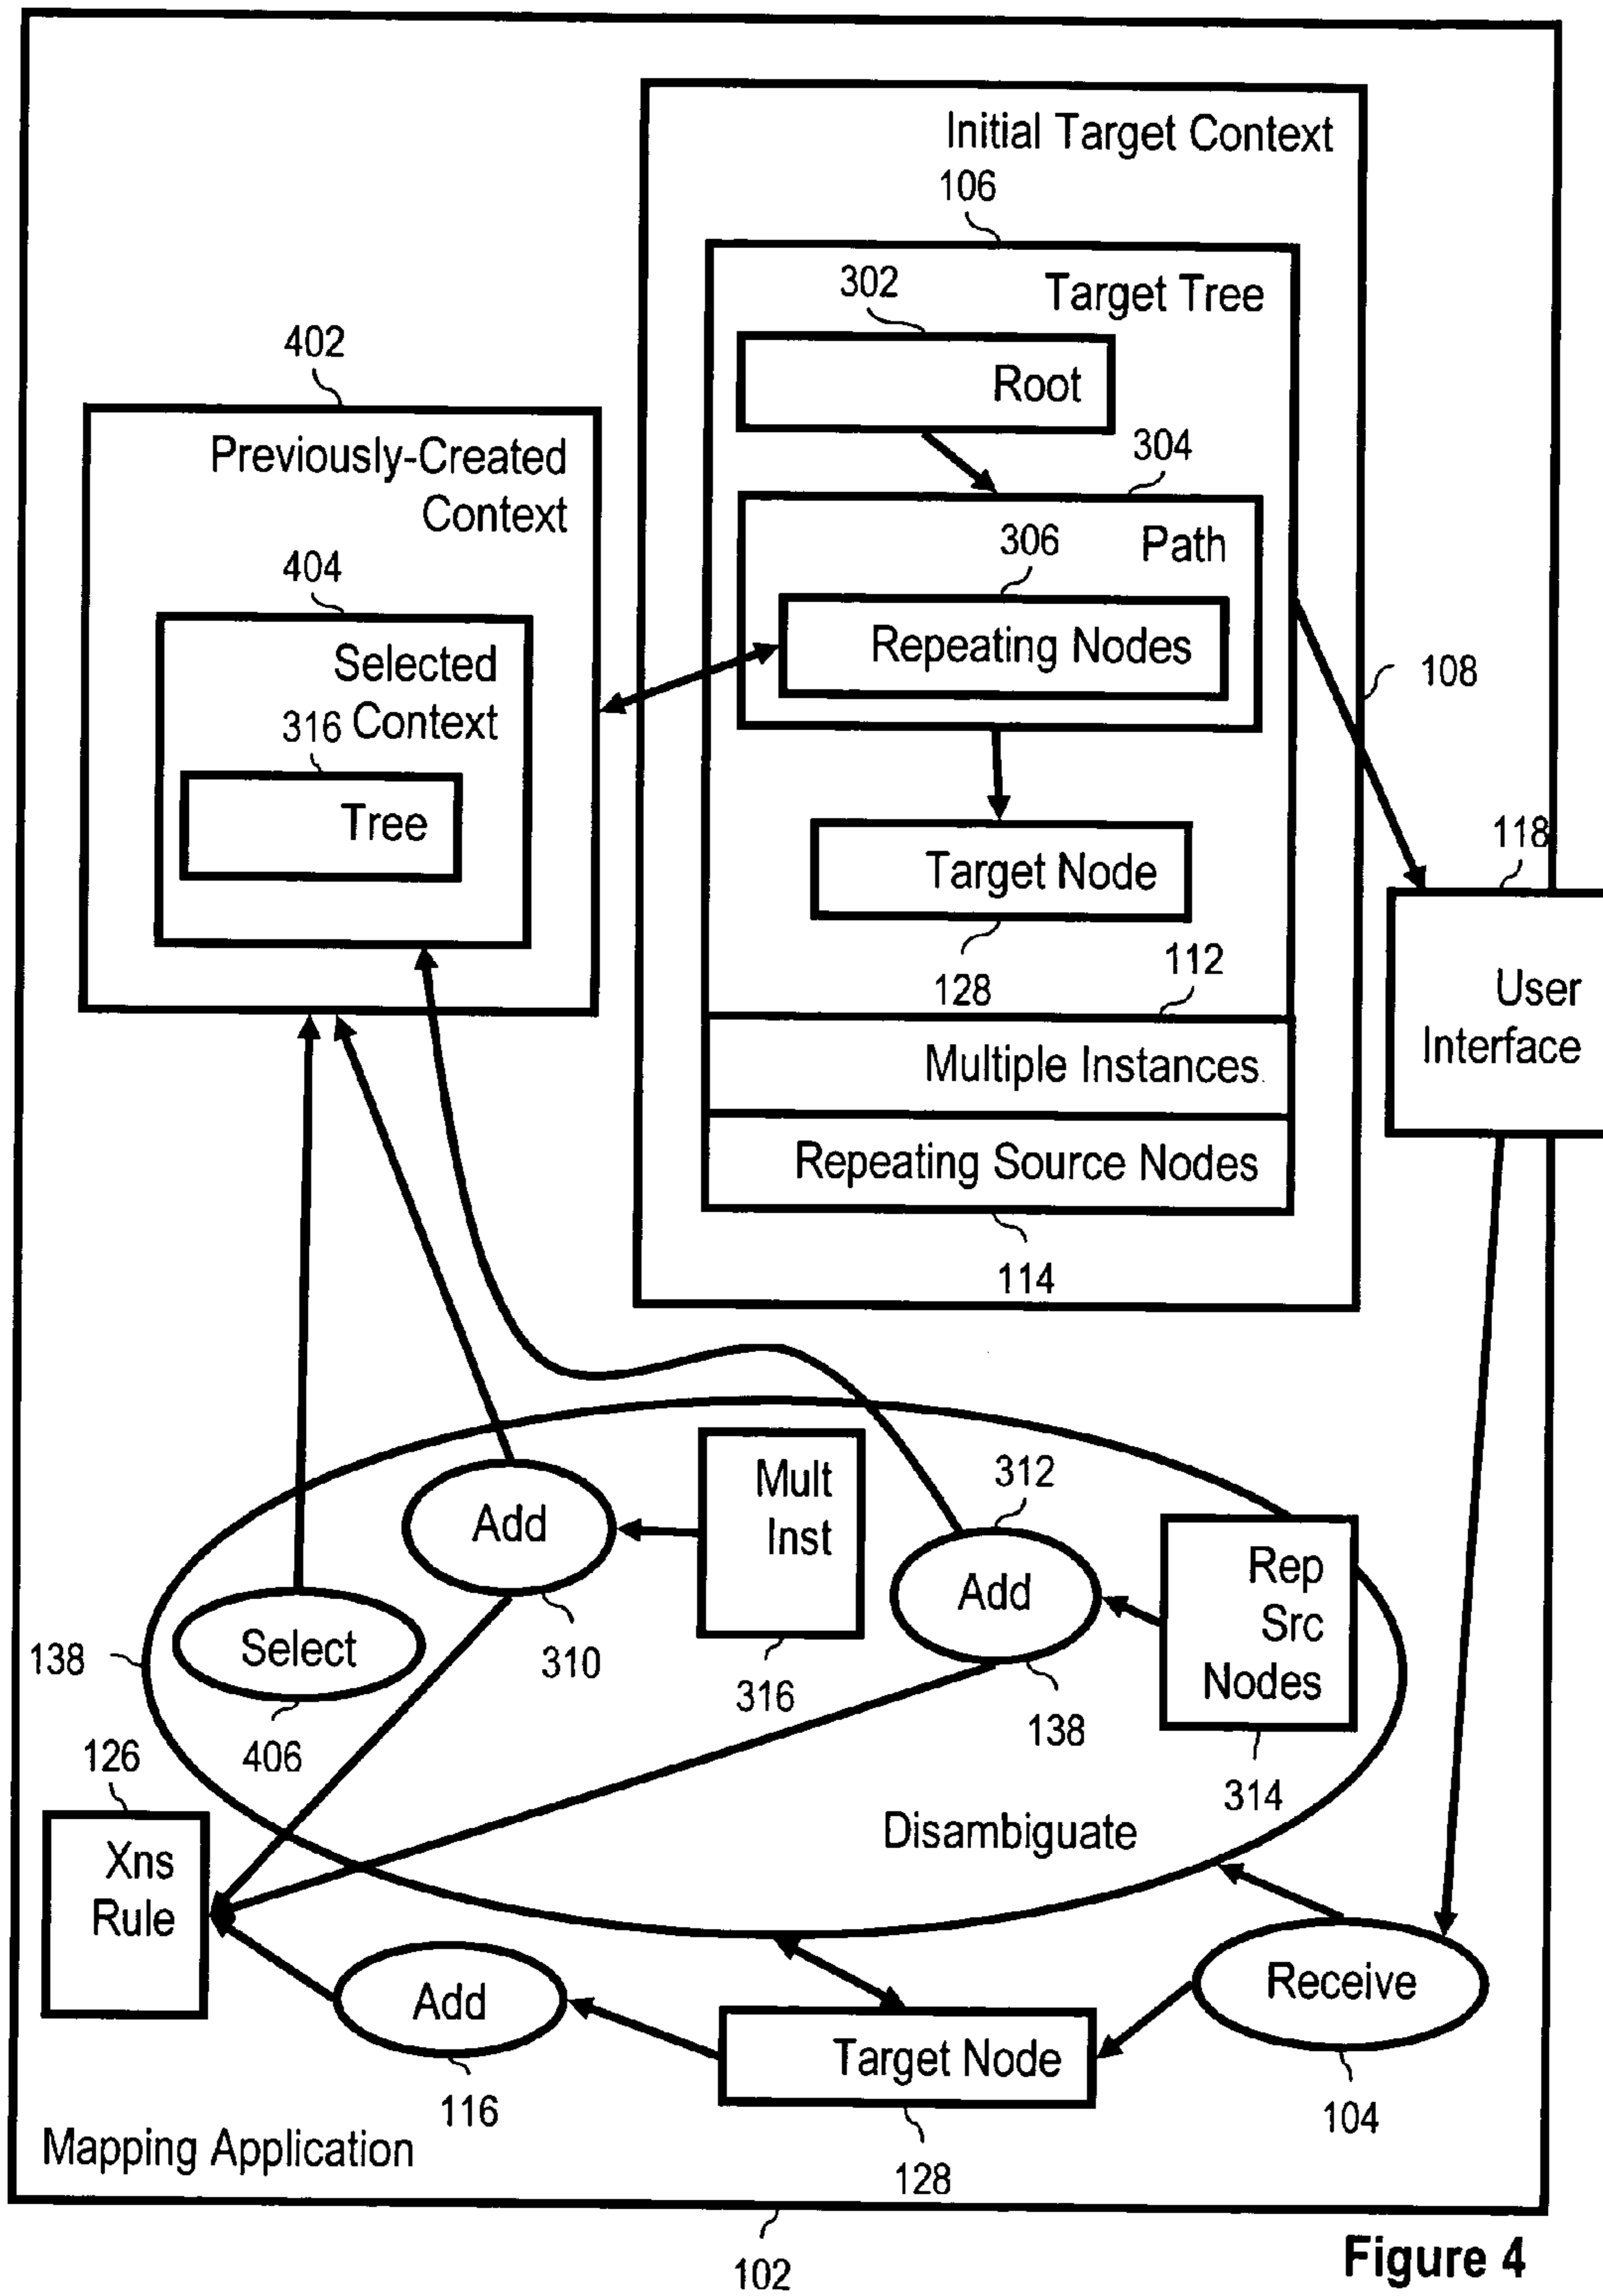 Initial Target Context
106
Target Tree
302
Root
402
Previously-Created
Context
304
Path
306
Repeating Nodes
404
Selected
Context
316
Tree
108
118
Target Node
128
112
User
Interface
Multiple Instances
Repeating Source Nodes
114
Mult
Inst
312
Add
Rep
Src
Nodes
Add
Select
138
310
316
138
406
314
126
Disambiguate
Xns
Rule
Receive
Add
Target Node
116
104
Mapping Application
128
102
Figure 4